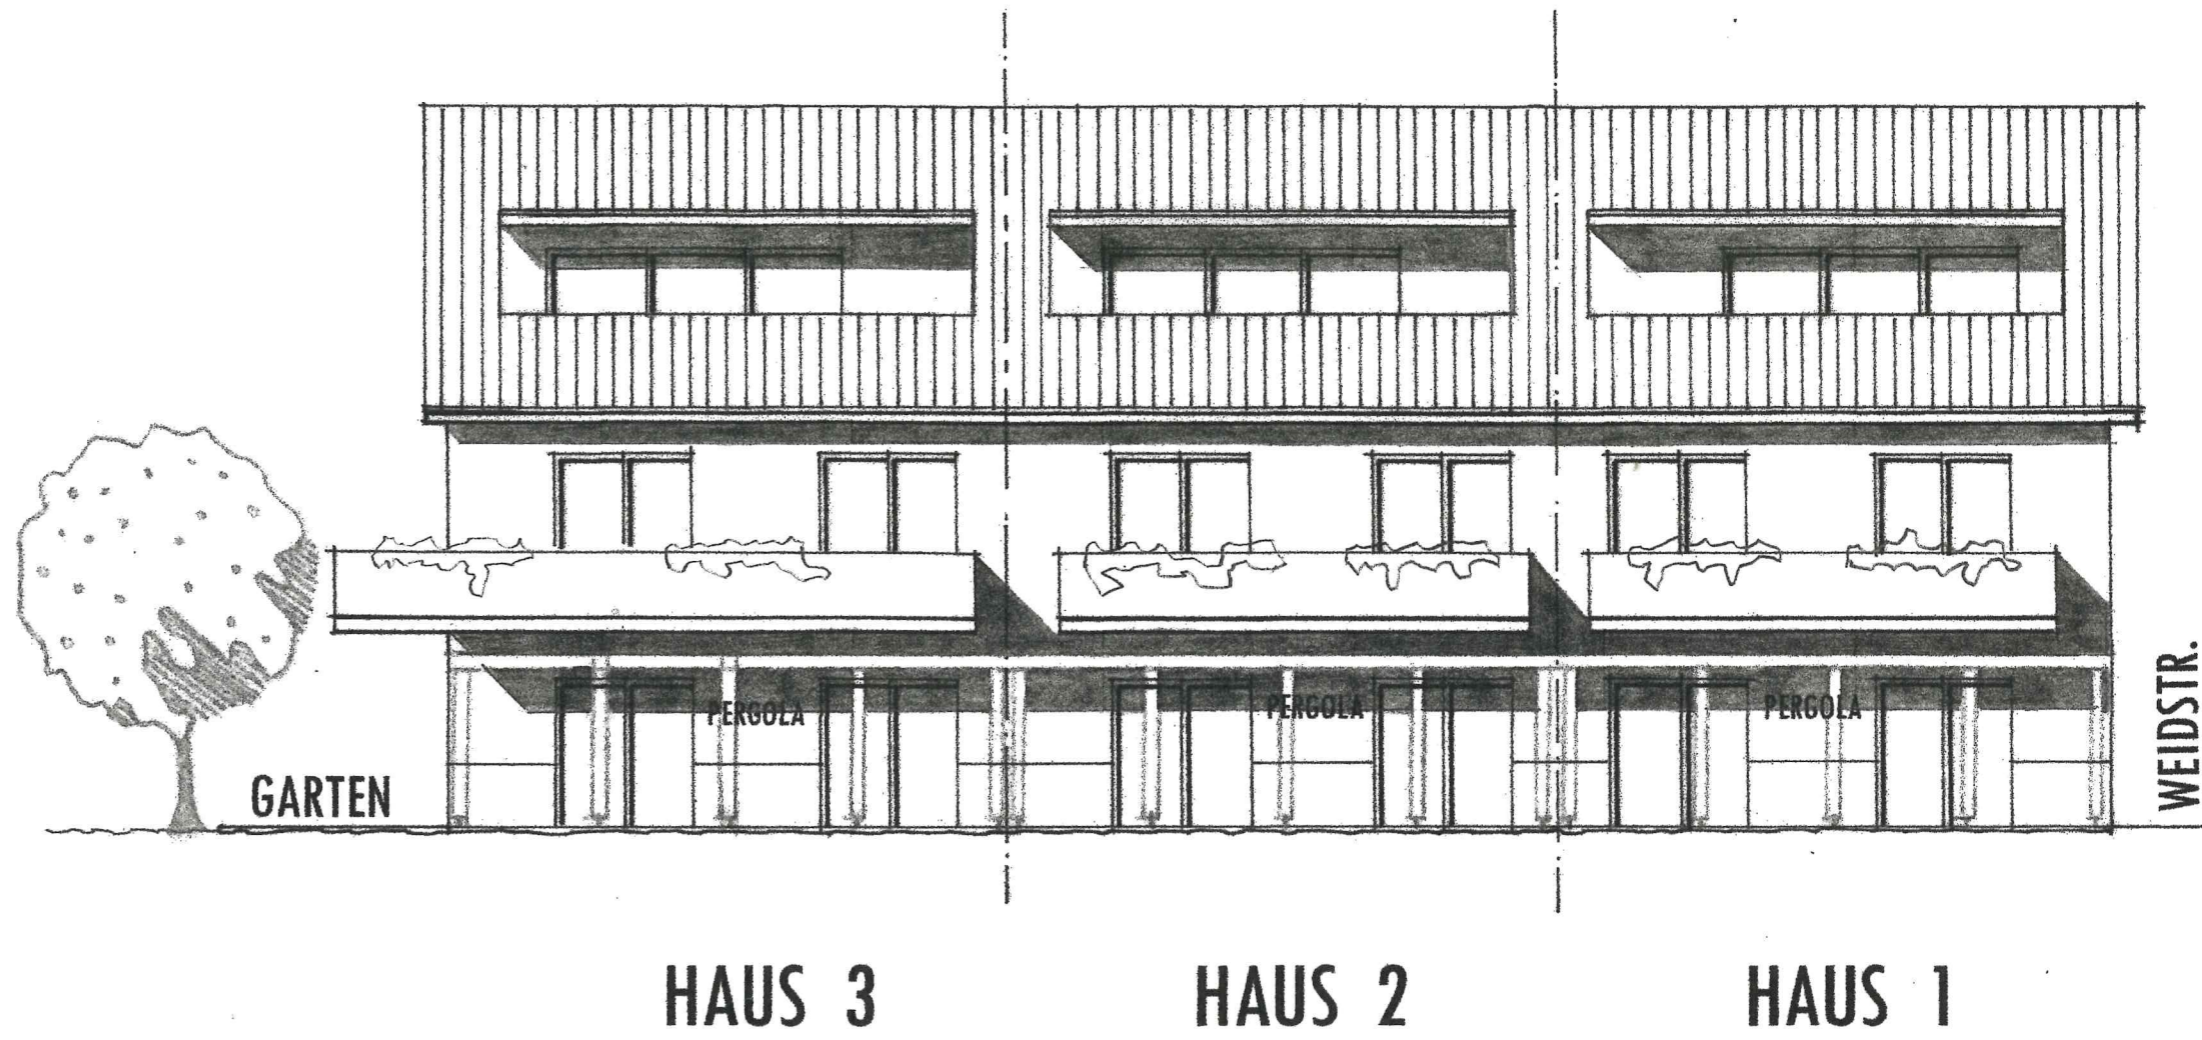 PERGOLA
PERGOLA
PERGOLA
GARTEN
WEIDSTR.
HAUS 3
HAUS 2
HAUS 1